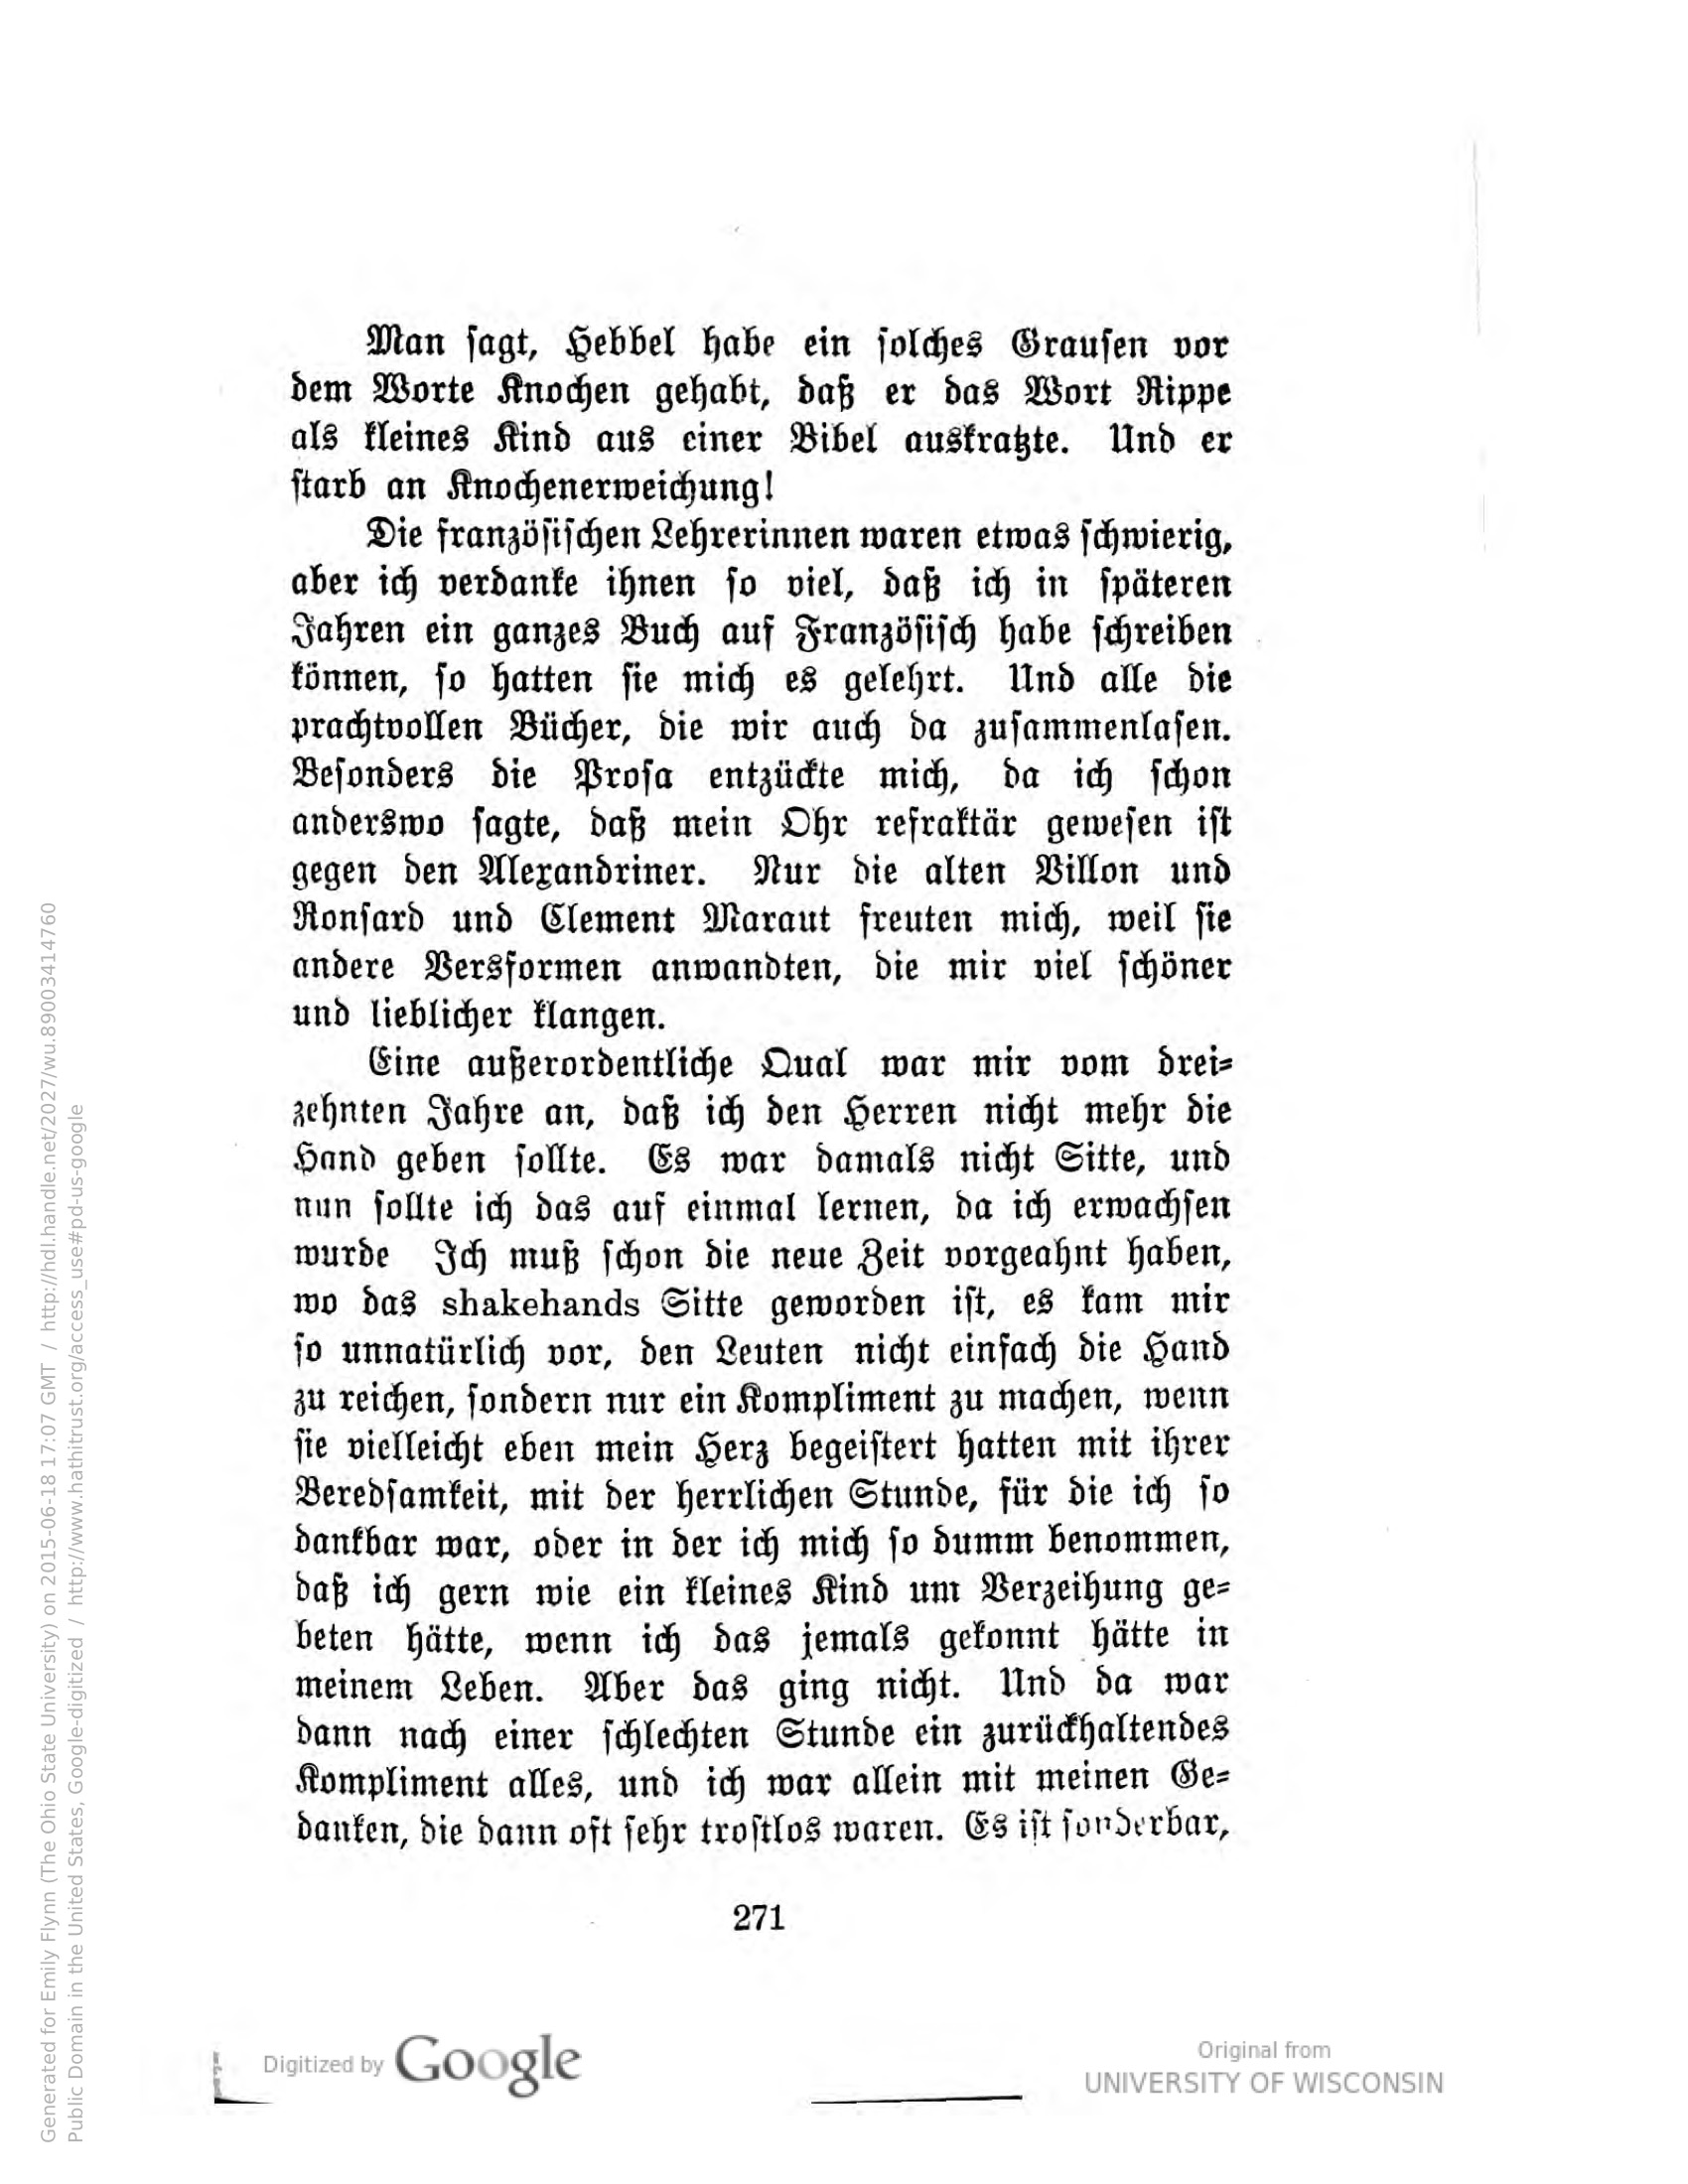 Man sagt, Hebbel habe ein solches Grausen vor
dem Worte Knochen gehabt, daß er das Wort Rippe
als kleines Kind aus einer Bibel auskratzte. Und er
starb an Knochenerweichung!
Die französischen Lehrerinnen waren etwas schwierig,
aber ich verdanke ihnen so viel, daß ich in späteren
Jahren ein ganzes Buch auf Französisch habe schreiben
können, so hatten sie mich es gelehrt. Und alle die
prachtvollen Bücher, die wir auch da zusammenlasen.
Besonders die Prosa entzückte mich, da ich schon
anderswo sagte, daß mein Ohr refraktär gewesen ist
gegen den Alexandriner. Nur die alten Villon und
Ronsard und Clement Maraut freuten mich, weil sie
andere Versformen anwandten, die mir viel schöner
und lieblicher klangen.
Eine außerordentliche Qual war mir vom drei-
zehnten Jahre an, daß ich den Herren nicht mehr die
Hand geben sollte. Es war damals nicht Sitte, und
nun sollte ich das auf einmal lernen, da ich erwachsen
wurde Ich muß schon die neue Zeit vorgeahnt haben,
wo das shakehands Sitte geworden ist, es kam mir
so unnatürlich vor, den Leuten nicht einfach die Hand
zu reichen, sondern nur ein Kompliment zu machen, wenn
sie vielleicht eben mein Herz begeistert hatten mit ihrer
Beredsamkeit, mit der herrlichen Stunde, für die ich so
dankbar war, oder in der ich mich so dumm benommen,
daß ich gern wie ein kleines Kind um Verzeihung ge-
beten hätte, wenn ich das jemals gekonnt hätte in
meinem Leben. Aber das ging nicht. Und da war
dann nach einer schlechten Stunde ein zurückhaltendes
Kompliment alles, und ich war allein mit meinen Ge-
danken, die dann oft sehr trostlos waren. Es ist sonderbar,
271
Digitized by Google
Original from
UNIVERSITY OF WISCONSIN
Generated for Emily Flynn (The Ohio State University) on 2015-06-18 17:07 GMT / http://hdl.handle.net/2027/wu.89003414760
Public Domain in the United States, Google-digitized / http://www.hathitrust.org/access_use#pd-us-google